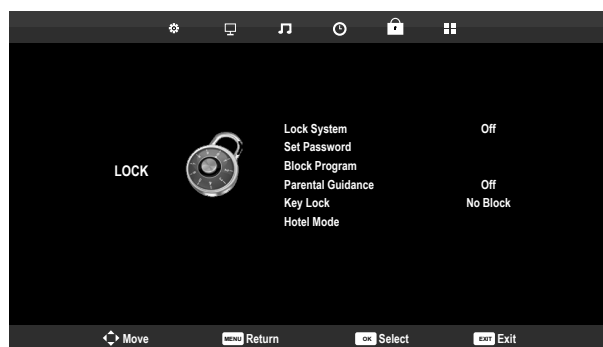 LOCK
Lock System Off
Set Password
Block Program
Parental Guidance Off
Key Lock No Block
Hotel Mode
Move MENU Return OK Select EXIT Exit